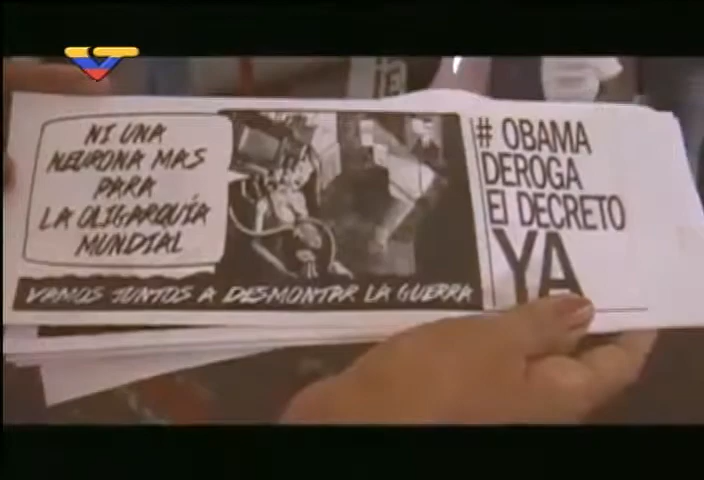 NI UNA
NEURONA MAS
PARA
LA OLIGARQUÍA
MUNDIAL
VAMOS JUNTOS A DESMONTAR LA GUERRA
# OBAMA
DEROGA
El DECRETO
YA